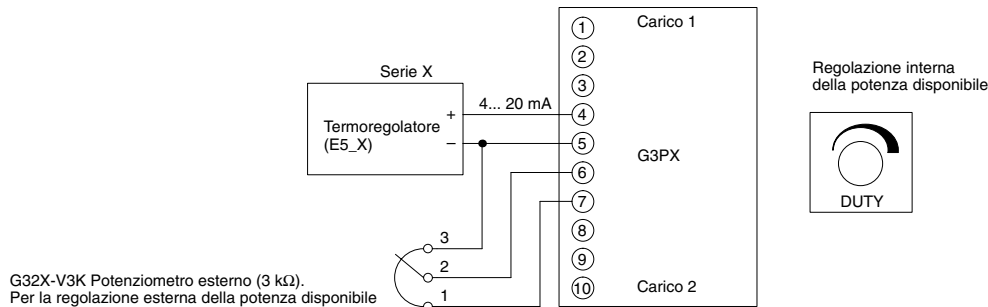 Serie X
Termoregolatore
(E5_X)
+
−
4... 20 mA
1
2
3
4
5
6
7
8
9
10
Carico 1
G3PX
Carico 2
3
2
1
G32X-V3K Potenziometro esterno (3 kΩ).
Per la regolazione esterna della potenza disponibile
Regolazione interna
della potenza disponibile
DUTY